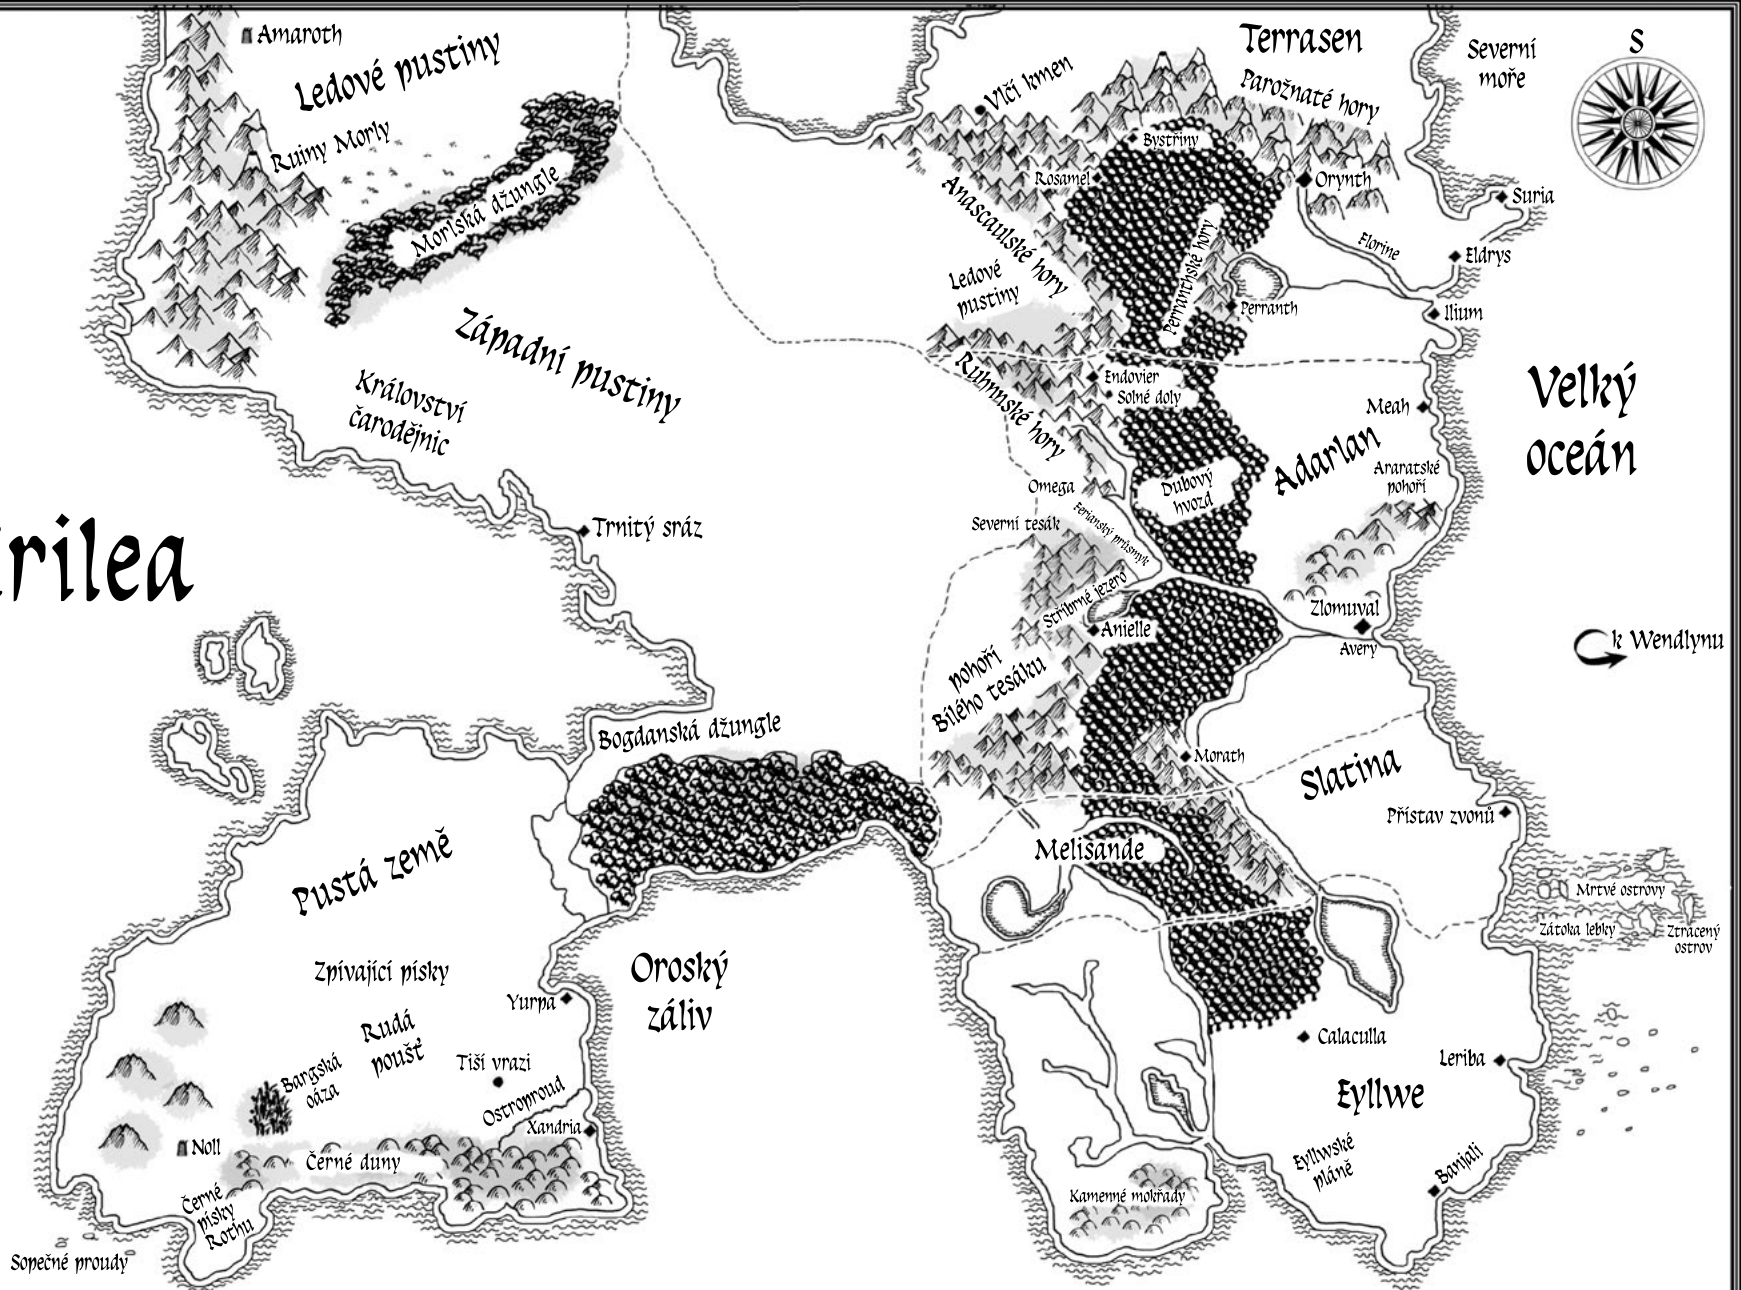 Amaroth
Ledové pustiny
Ruiny Morly
Morlská džungle
Západní pustiny
Království
čarodějnic
Trnitý sráz
rilea
Terrasen
Severní
moře
S
Vlčí kmen
Parožnaté hory
Bystřiny
Rosamel
Orynth
Suria
Anascaulské hory
Florine
Eldrys
Perranthské hory
Ledové
pustiny
Perranth
Ilium
Ruhnnské hory
Endovier
Solné doly
Meah
Velký
oceán
Adarlan
Araratské
pohoří
Dubový
hvozd
Omega
Severní tesák
Ferianský průsmyk
Stříbrné jezero
Anielle
Zlomuval
Avery
k Wendlynu
pohoří
Bílého tesáku
Bogdanská džungle
Morath
Slatina
Přístav zvonů
Melisande
Mrtvé ostrovy
Zátoka lebky
Ztracený
ostrov
Pustá země
Zpívající písky
Oroský
záliv
Yurpa
Rudá
poušť
Tiší vrazi
Bargská
oáza
Ostroproud
Xandria
Noll
Černé duny
Černé
písky
Rothu
Sopečné proudy
Calaculla
Leriba
Eyllwe
Eyllwské
pláně
Banjali
Kamenné mokřady